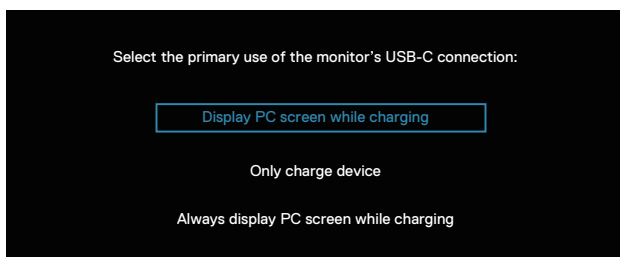 Select the primary use of the monitor’s USB-C connection:
Display PC screen while charging
Only charge device
Always display PC screen while charging